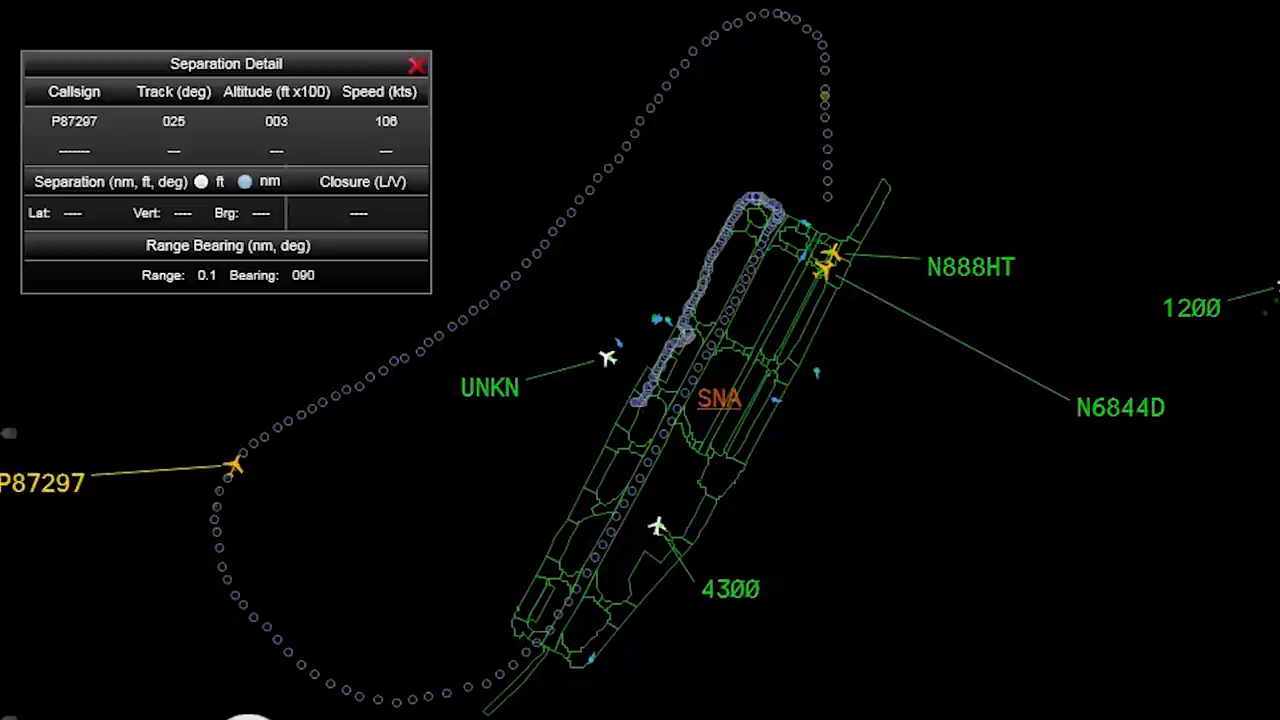 Separation Detail
Callsign Track (deg) Altitude (ft x100) Speed (kts)
P87297 025 003 106
------- --- --- ---
Separation (nm, ft, deg) ft nm Closure (L/V)
Lat: ---- Vert: ---- Brg: ---- ----
Range Bearing (nm, deg)
Range: 0.1 Bearing: 090
N888HT
1200
UNKN
SNA
N6844D
P87297
4300